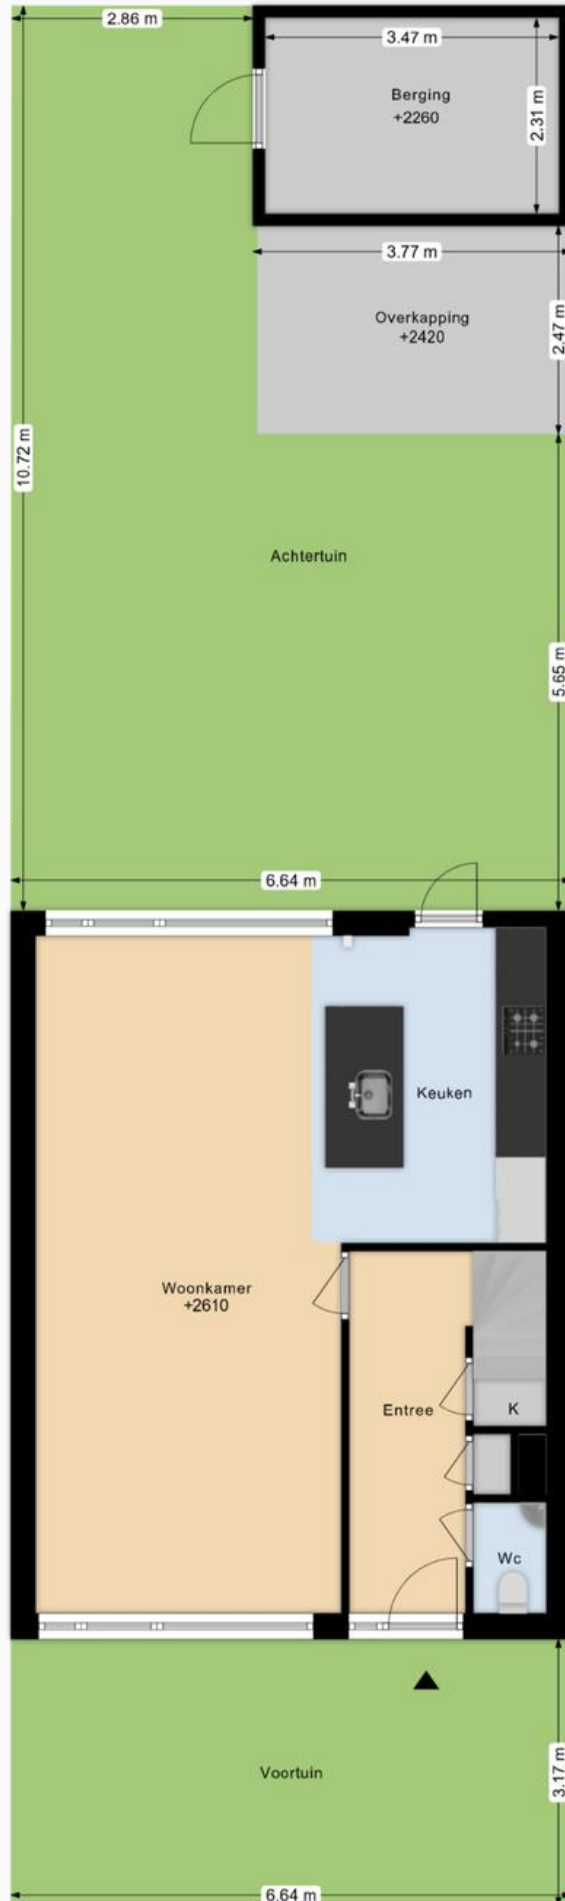 2.86 m
3.47 m
Berging
+2260
2.31 m
3.77 m
Overkapping
+2420
2.47 m
10.72 m
Achtertuin
5.65 m
6.64 m
Keuken
Woonkamer
+2610
Entree
K
Wc
Voortuin
3.17 m
6.64 m